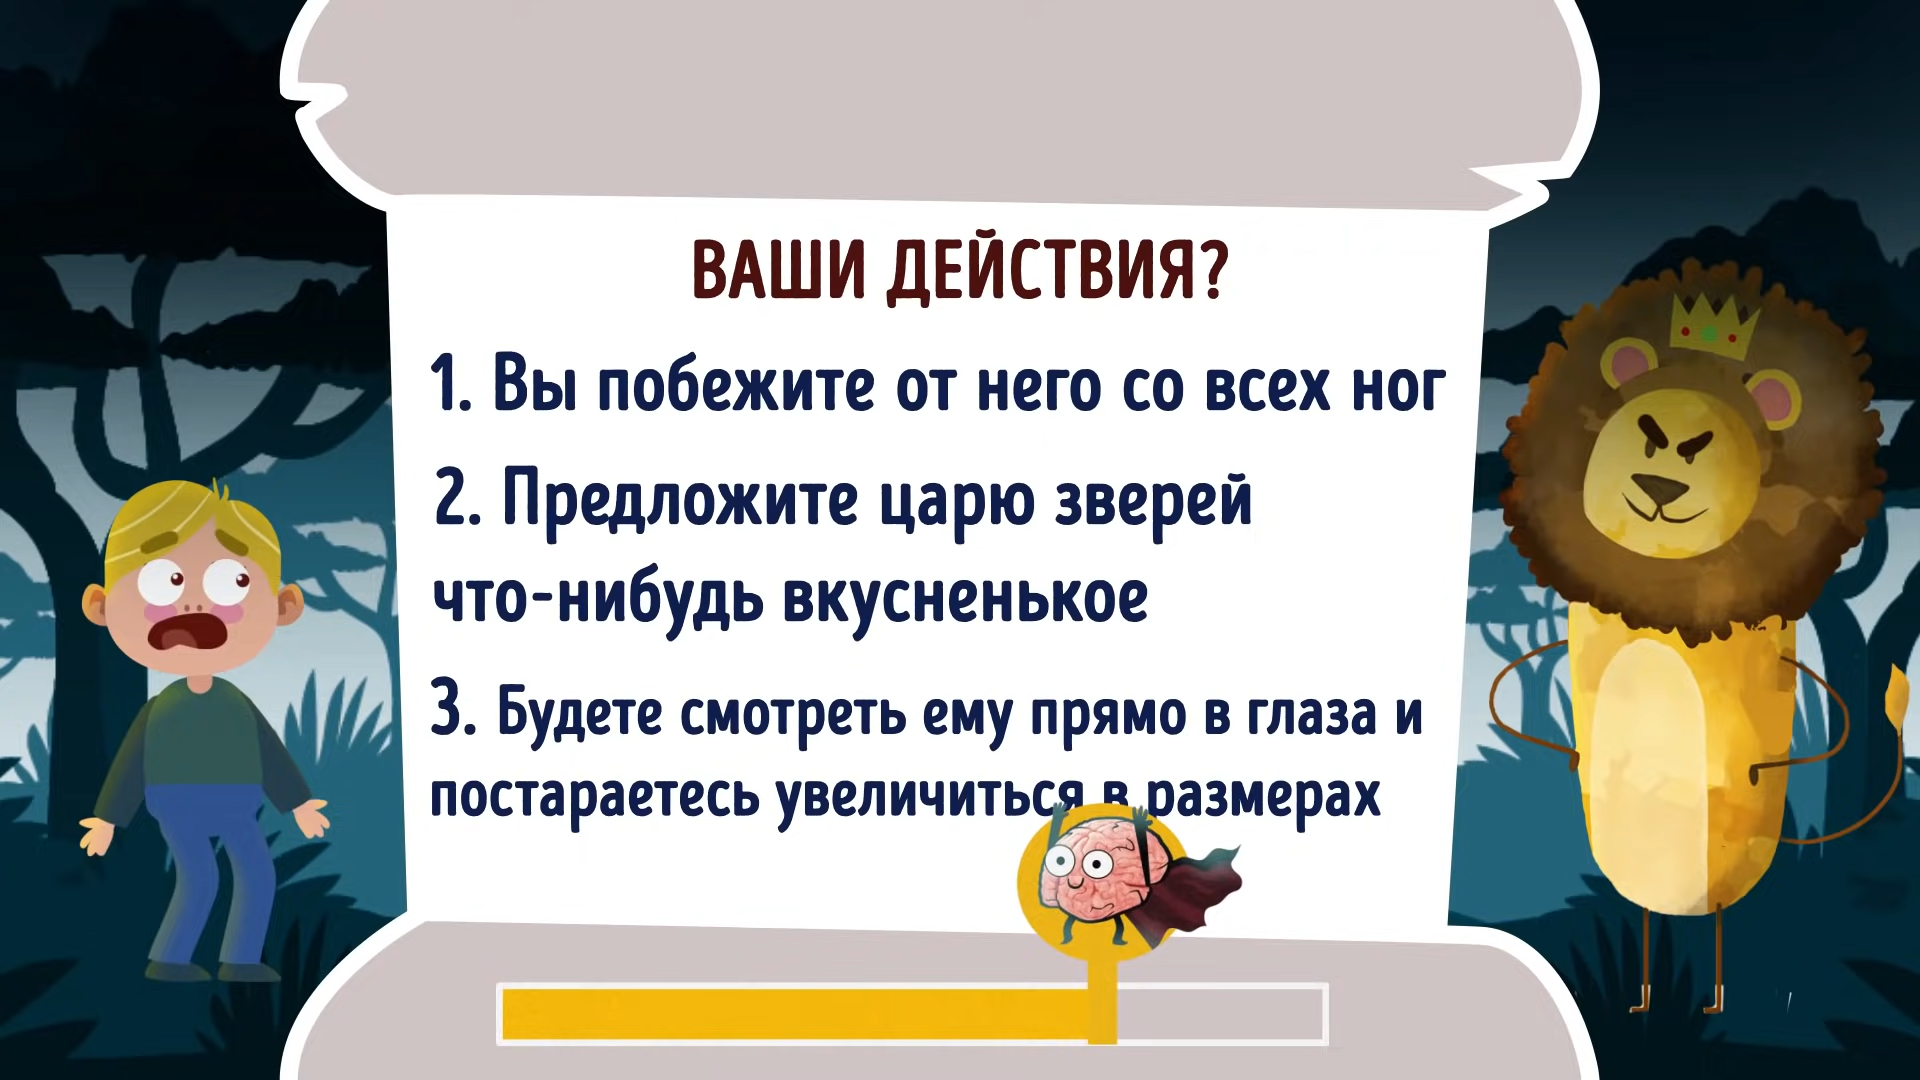 ВАШИ ДЕЙСТВИЯ?
1. Вы побежите от него со всех ног
2. Предложите царю зверей
что-нибудь вкусненькое
3. Будете смотреть ему прямо в глаза и
постараетесь увеличиться в размерах